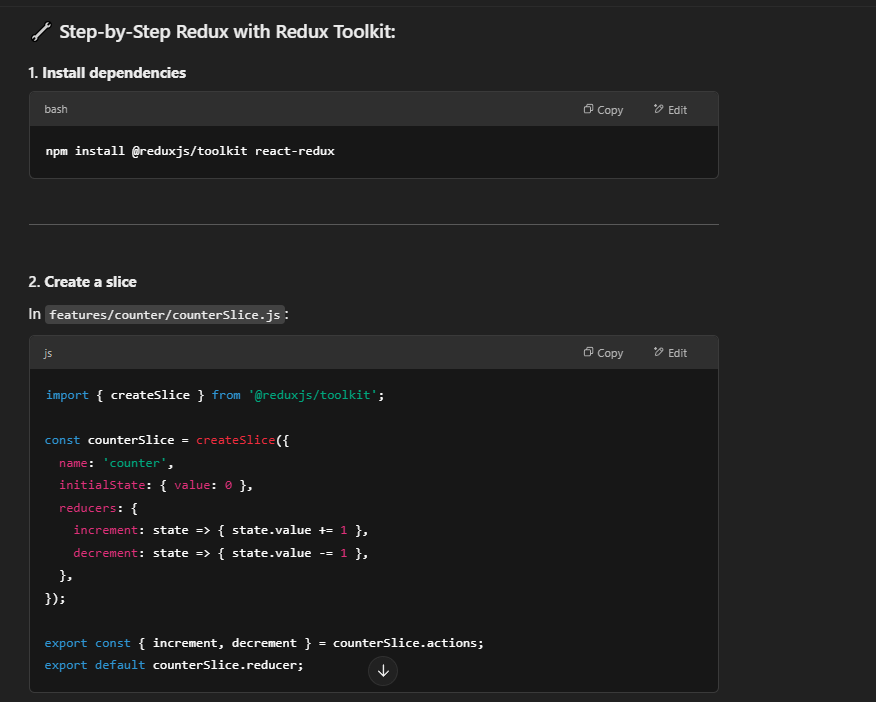 Step-by-Step Redux with Redux Toolkit:
1. Install dependencies
bash Copy Edit
npm install @reduxjs/toolkit react-redux
2. Create a slice
In features/counter/counterSlice.js:
js Copy Edit
import { createSlice } from '@reduxjs/toolkit';
const counterSlice = createSlice({
  name: 'counter',
  initialState: { value: 0 },
  reducers: {
    increment: state => { state.value += 1 },
    decrement: state => { state.value -= 1 },
  },
});
export const { increment, decrement } = counterSlice.actions;
export default counterSlice.reducer;